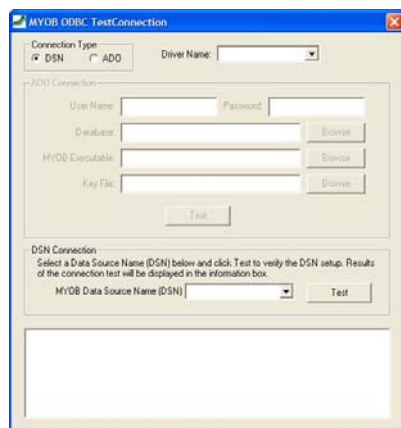 MYOB ODBC TestConnection
Connection Type
DSN ADO Driver Name:
ADO Connection
User Name: Password:
Database: Browse
MYOB Executable: Browse
Key File: Browse
Test
DSN Connection
Select a Data Source Name (DSN) below and click Test to verify the DSN setup. Results
of the connection test will be displayed in the information box.
MYOB Data Source Name (DSN) Test